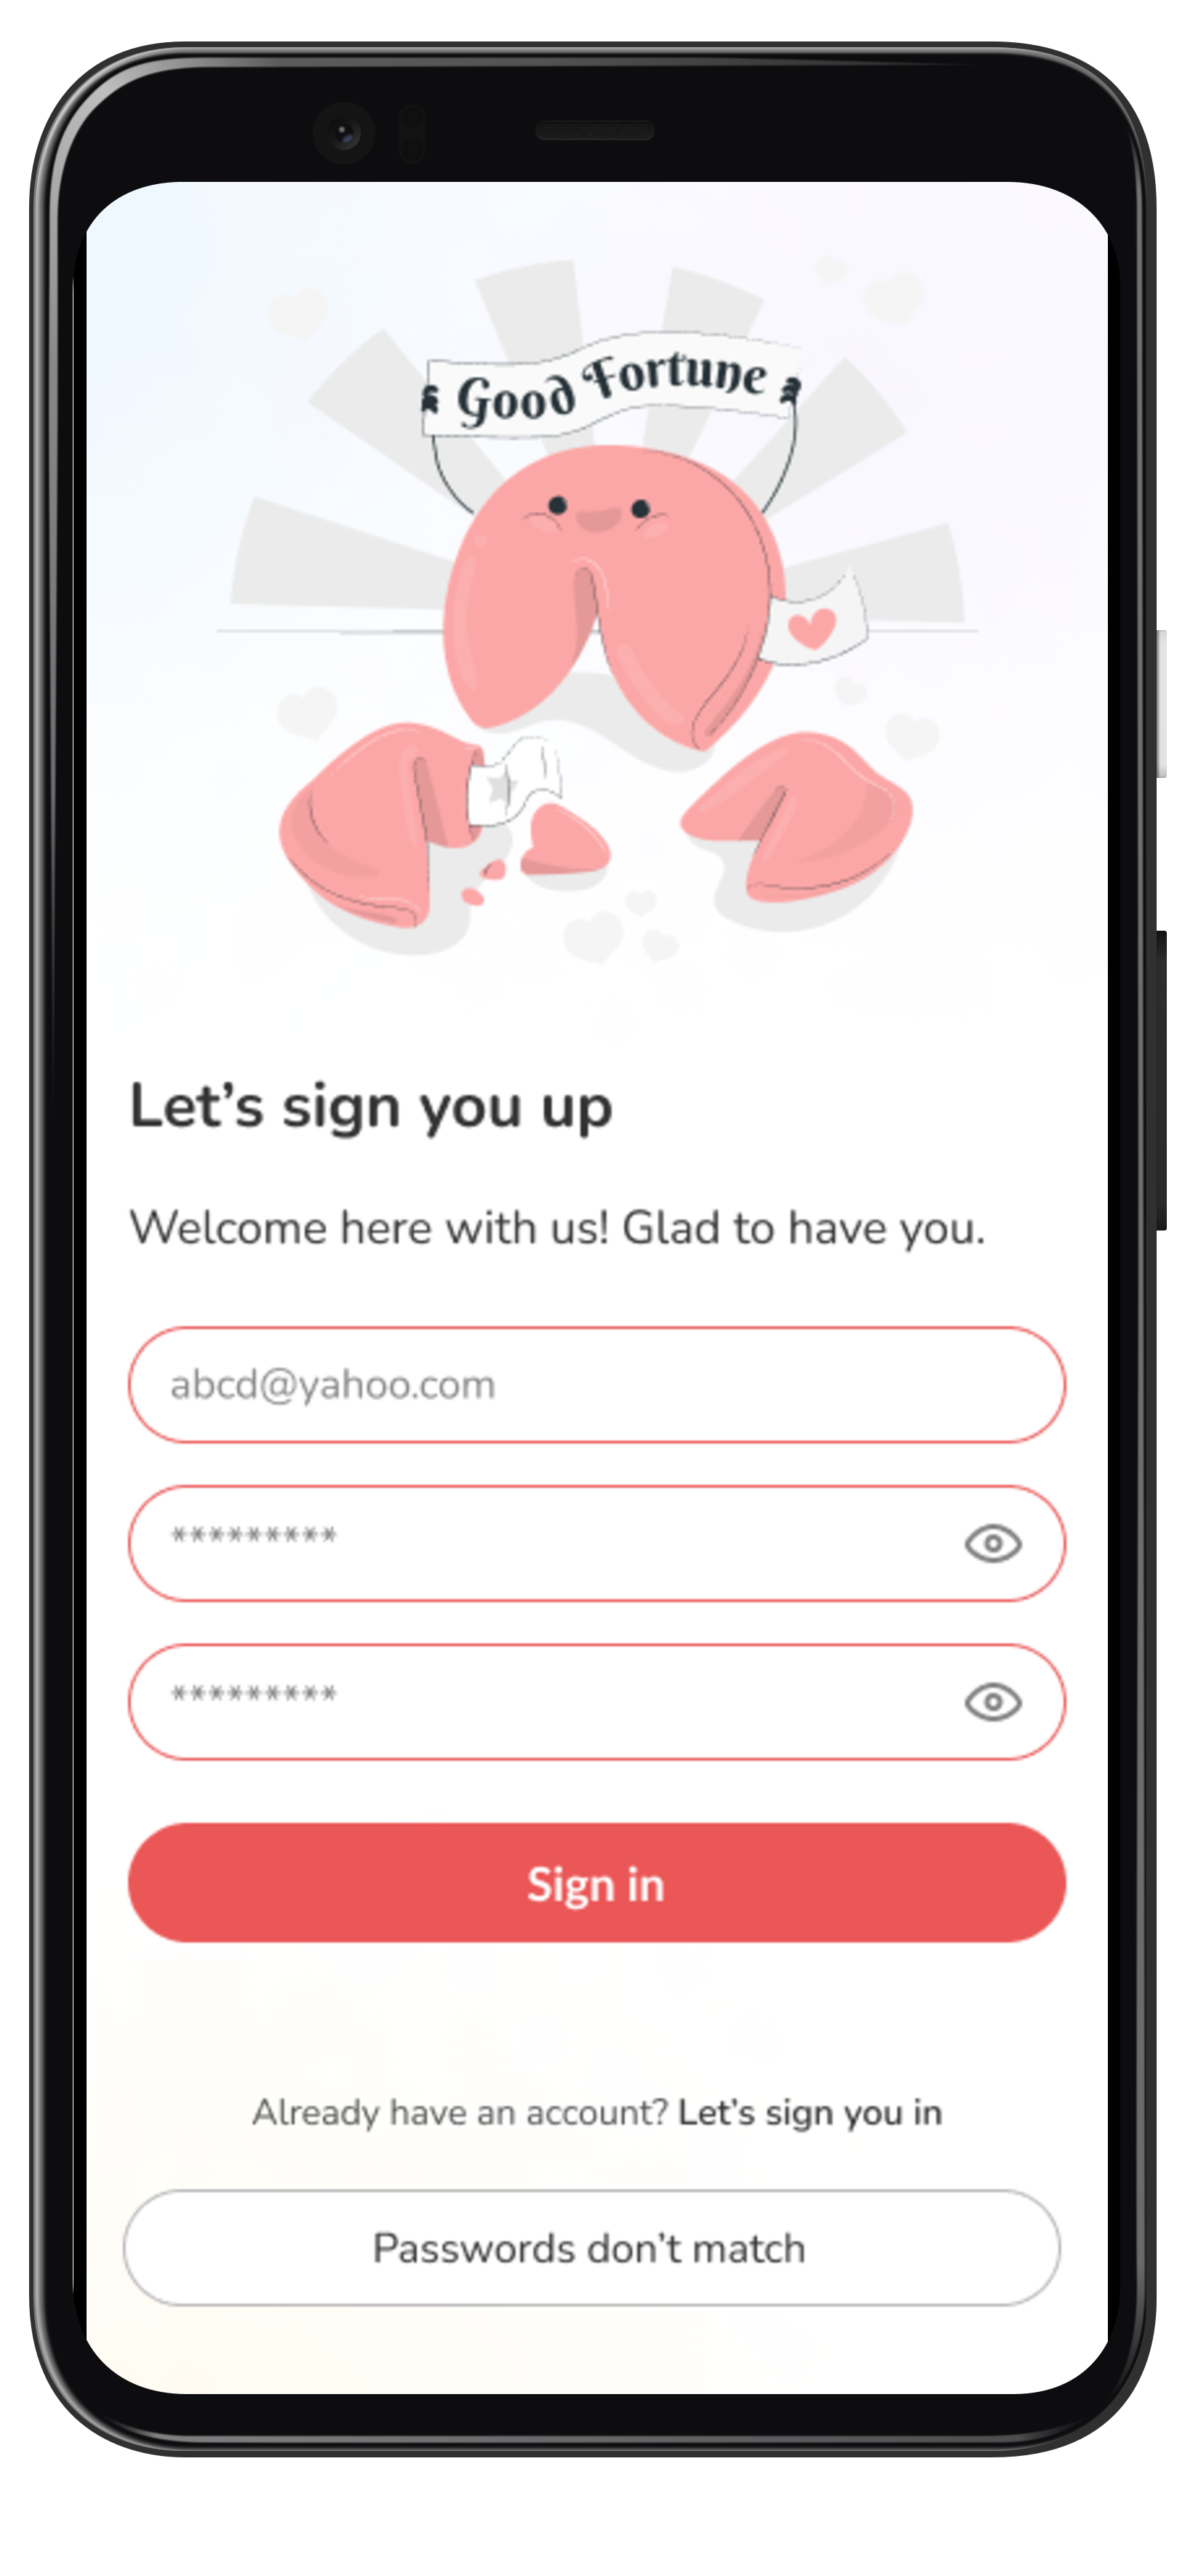 Good Fortune
Let's sign you up
Welcome here with us! Glad to have you.
abcd@yahoo.com
*********
*********
Sign in
Already have an account? Let's sign you in
Passwords don't match